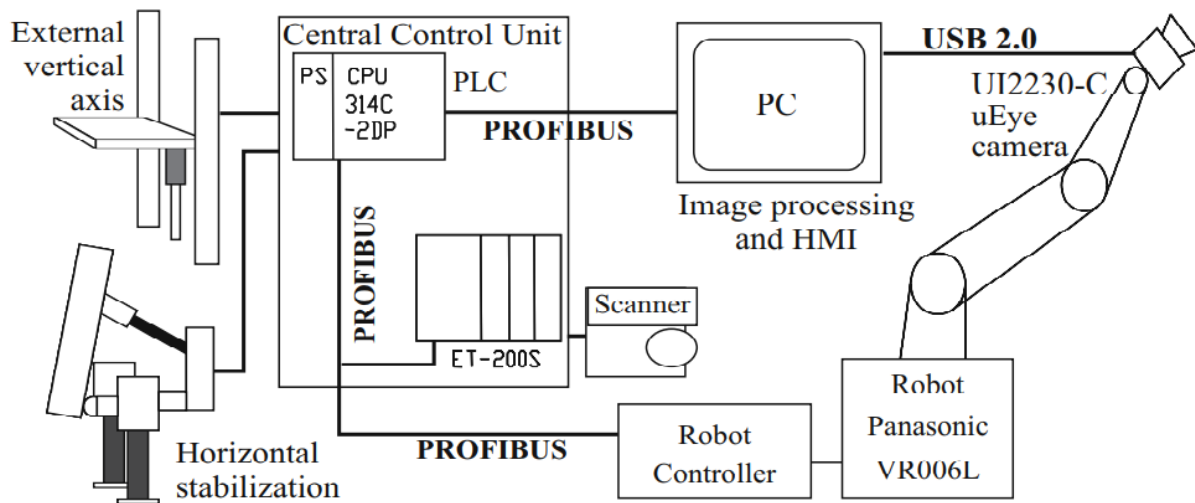 External
vertical
axis
Central Control Unit
PS
CPU
314C
-2DP
PLC
PROFIBUS
PC
USB 2.0
UI2230-C
uEye
camera
Image processing
and HMI
PROFIBUS
ET-200S
Scanner
Horizontal
stabilization
PROFIBUS
Robot
Controller
Robot
Panasonic
VR006L